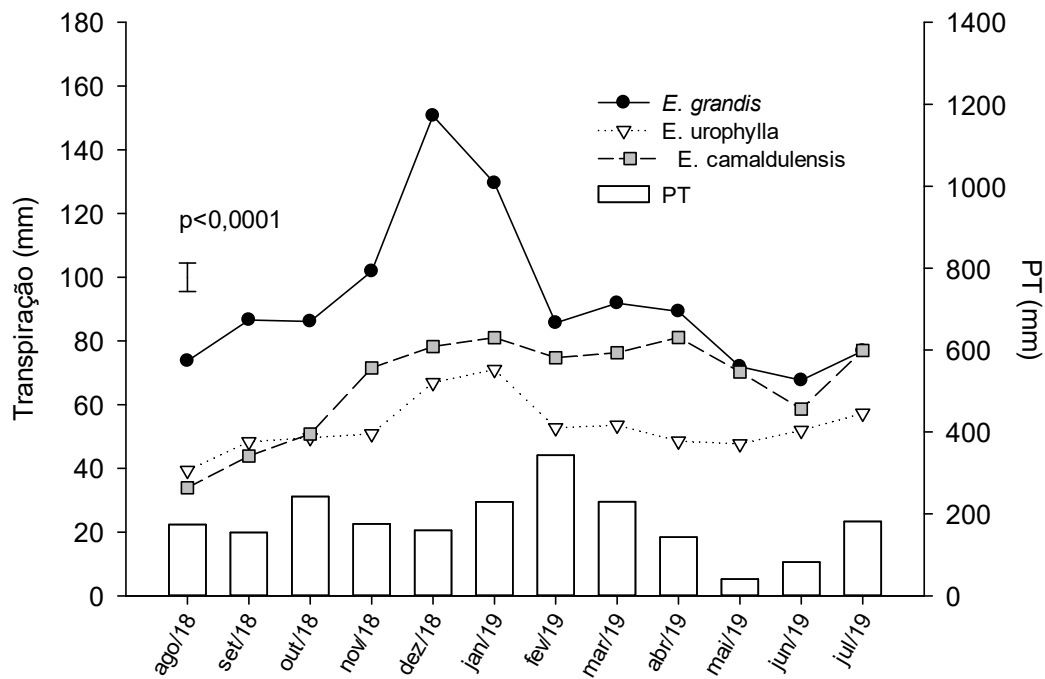 180
160
140
120
100
80
60
40
20
0
Transpiração (mm)
p<0,0001
E. grandis
E. urophylla
E. camaldulensis
PT
1400
1200
1000
800
600
400
200
0
PT (mm)
ago/18
set/18
out/18
nov/18
dez/18
jan/19
fev/19
mar/19
abr/19
mai/19
jun/19
jul/19